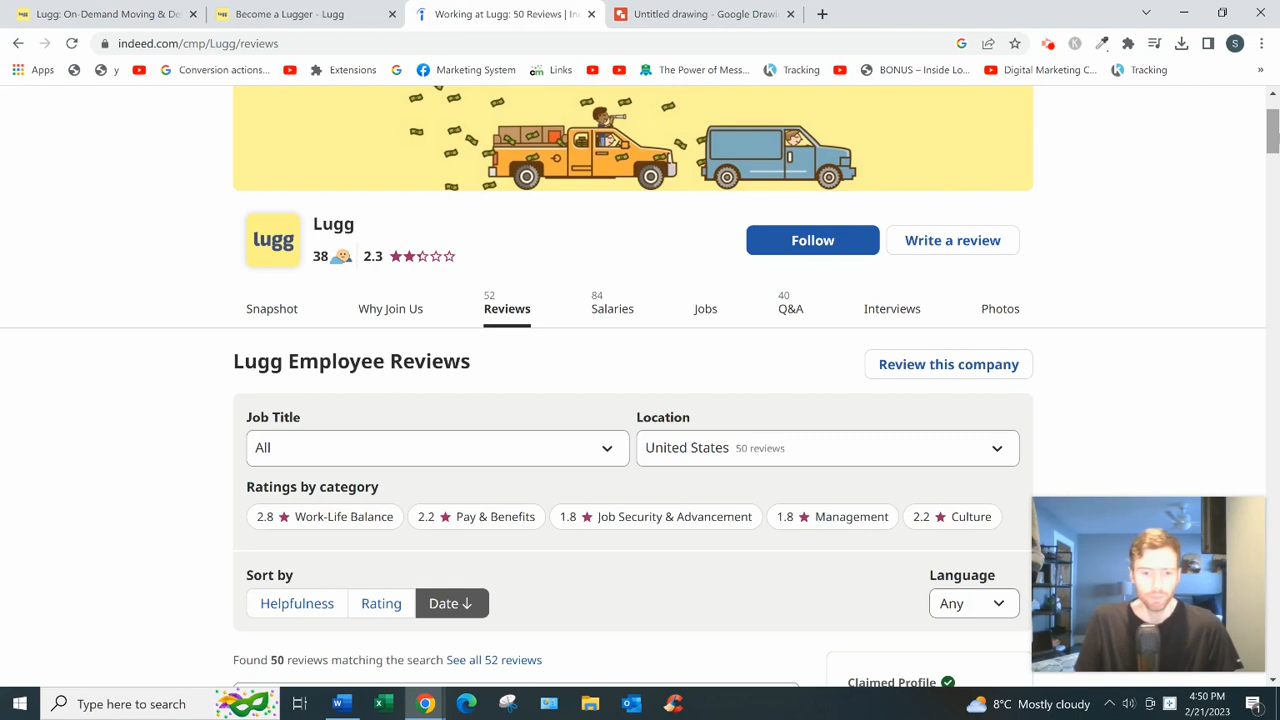 Lugg: On-Demand Moving & De
Become a Lugger - Lugg
Working at Lugg: 50 Reviews | In
Untitled drawing - Google Drawi
indeed.com/cmp/Lugg/reviews
S
Apps
y
Conversion actions...
Extensions
Marketing System
Links
The Power of Mess...
Tracking
BONUS – Inside Lo...
Digital Marketing C...
Tracking
»
lugg
Lugg
38
2.3
Follow
Write a review
Snapshot
Why Join Us
52
Reviews
84
Salaries
Jobs
40
Q&A
Interviews
Photos
Lugg Employee Reviews
Review this company
Job Title
Location
All
United States 50 reviews
Ratings by category
2.8 ★ Work-Life Balance
2.2 ★ Pay & Benefits
1.8 ★ Job Security & Advancement
1.8 ★ Management
2.2 ★ Culture
Sort by
Language
Helpfulness
Rating
Date ↓
Any
Found 50 reviews matching the search See all 52 reviews
Claimed Profile
Type here to search
8°C Mostly cloudy
4:50 PM
2/21/2023
1